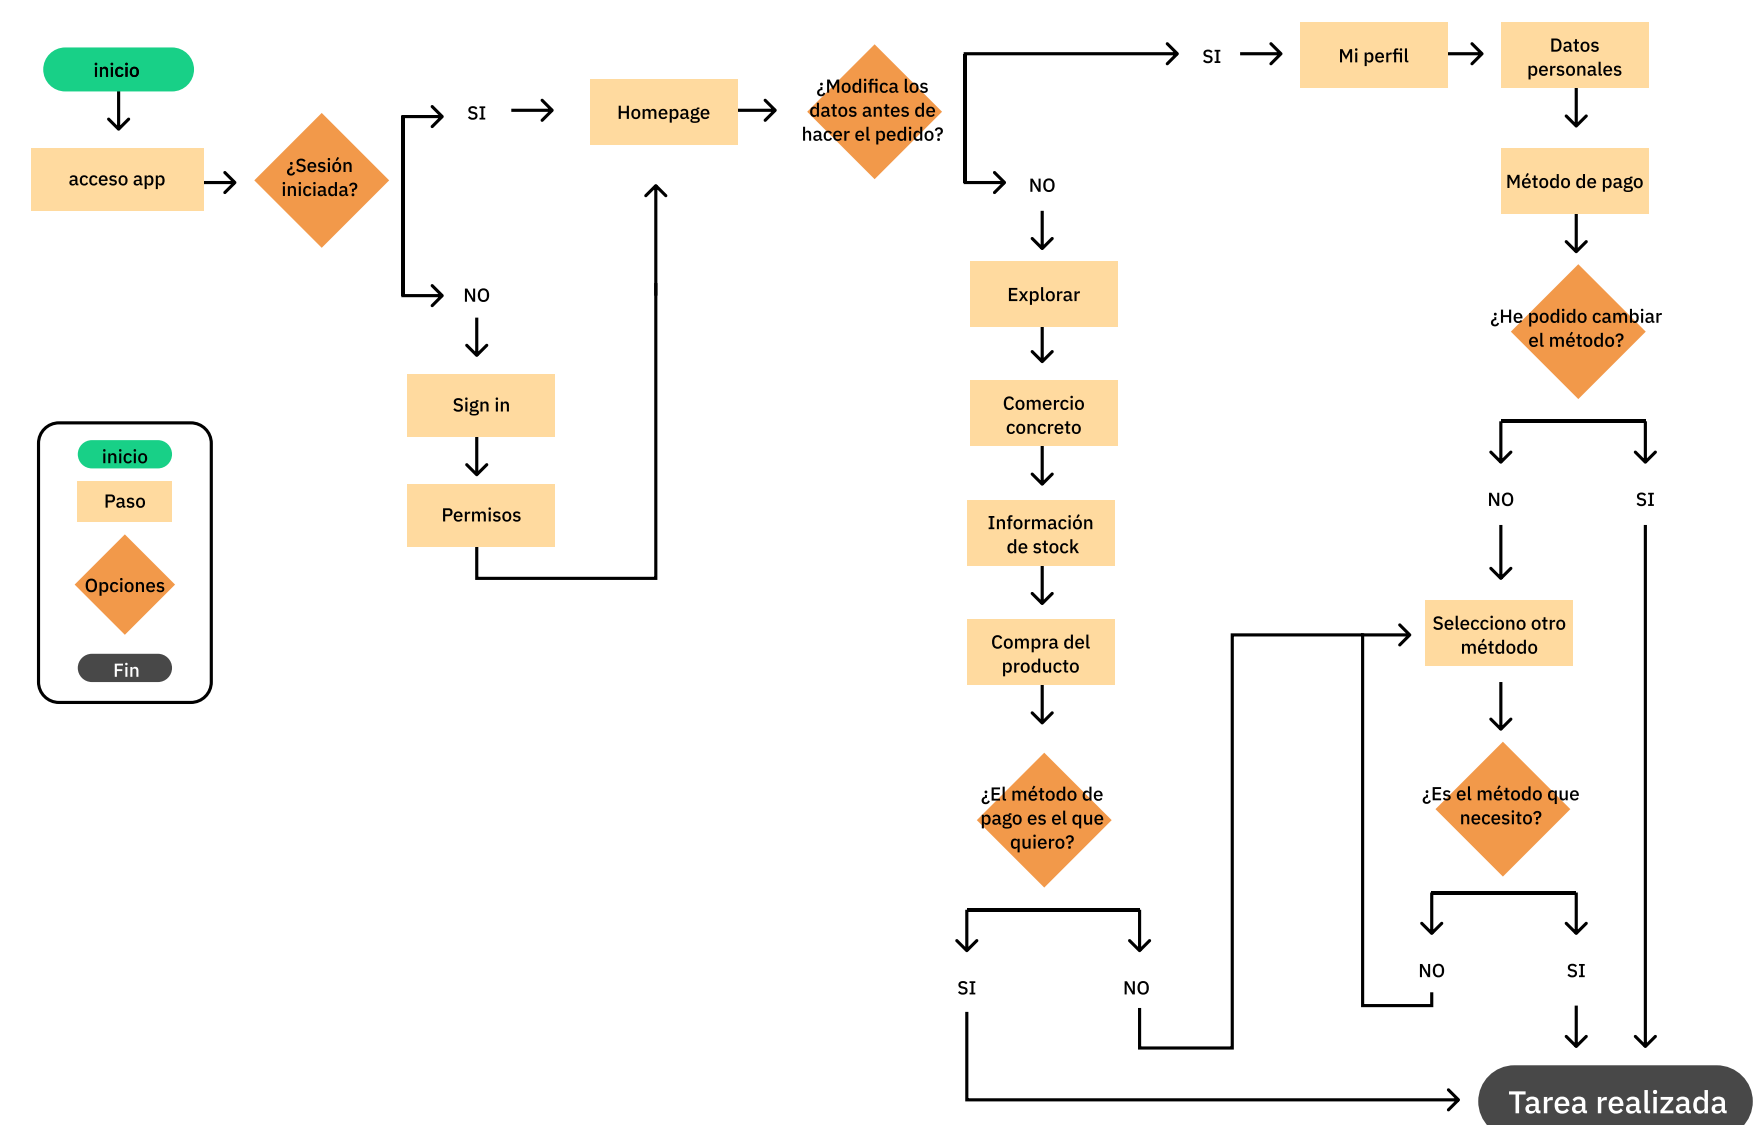 inicio
acceso app
¿Sesión
iniciada?
SI
NO
Sign in
Permisos
Homepage
¿Modifica los
datos antes de
hacer el pedido?
SI
Mi perfil
Datos
personales
Método de pago
¿He podido cambiar
el método?
NO
SI
NO
Explorar
Comercio
concreto
Información
de stock
Compra del
producto
¿El método de
pago es el que
quiero?
SI
NO
Selecciono otro
métdodo
¿Es el método que
necesito?
NO
SI
Tarea realizada
inicio
Paso
Opciones
Fin